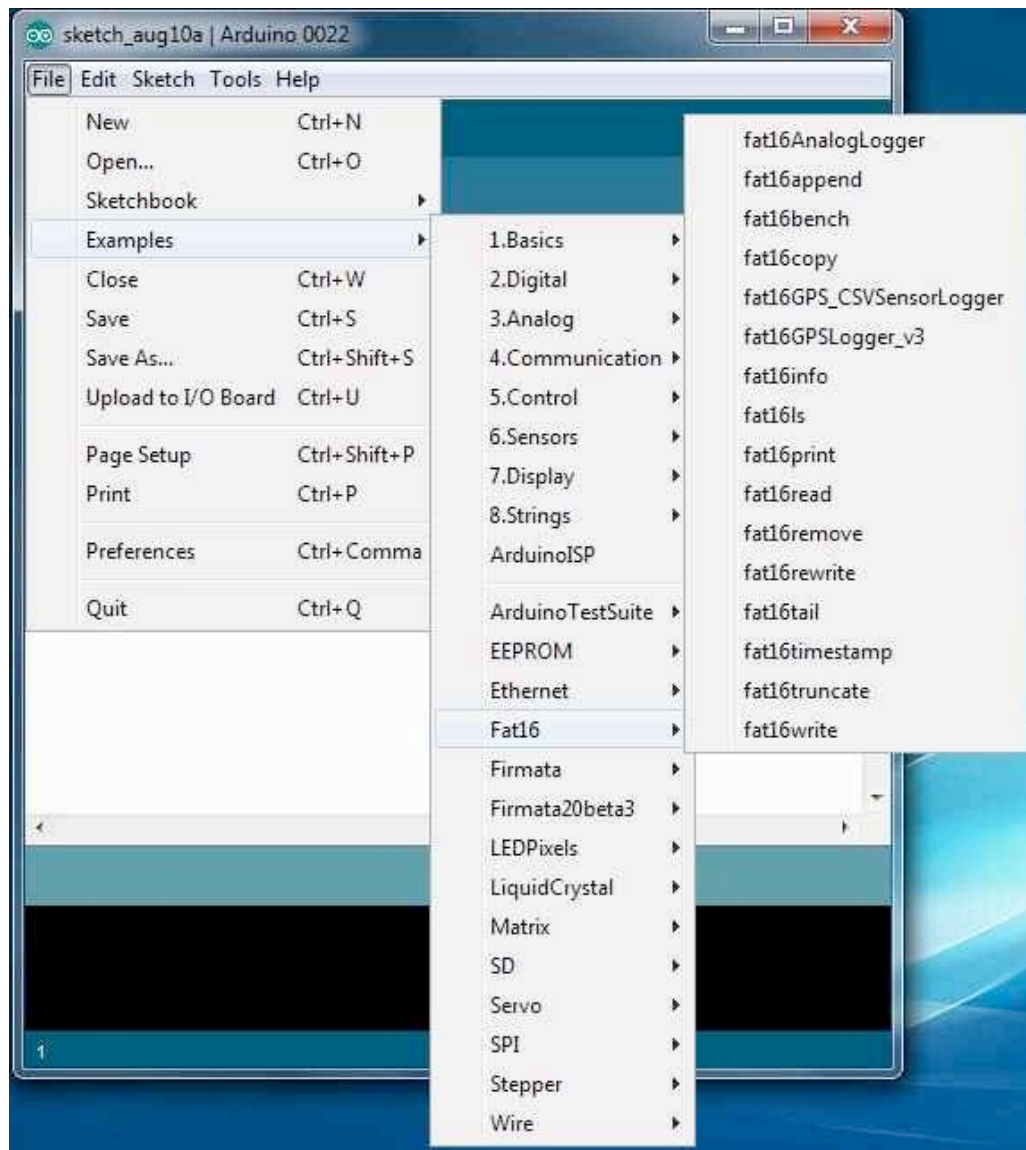 sketch_aug10a | Arduino 0022
File Edit Sketch Tools Help
New Ctrl+N
Open... Ctrl+O
Sketchbook
Examples
Close Ctrl+W
Save Ctrl+S
Save As... Ctrl+Shift+S
Upload to I/O Board Ctrl+U
Page Setup Ctrl+Shift+P
Print Ctrl+P
Preferences Ctrl+Comma
Quit Ctrl+Q
1.Basics
2.Digital
3.Analog
4.Communication
5.Control
6.Sensors
7.Display
8.Strings
ArduinoISP
ArduinoTestSuite
EEPROM
Ethernet
Fat16
Firmata
Firmata20beta3
LEDPixels
LiquidCrystal
Matrix
SD
Servo
SPI
Stepper
Wire
fat16AnalogLogger
fat16append
fat16bench
fat16copy
fat16GPS_CSVSensorLogger
fat16GPSLogger_v3
fat16info
fat16ls
fat16print
fat16read
fat16remove
fat16rewrite
fat16tail
fat16timestamp
fat16truncate
fat16write
1